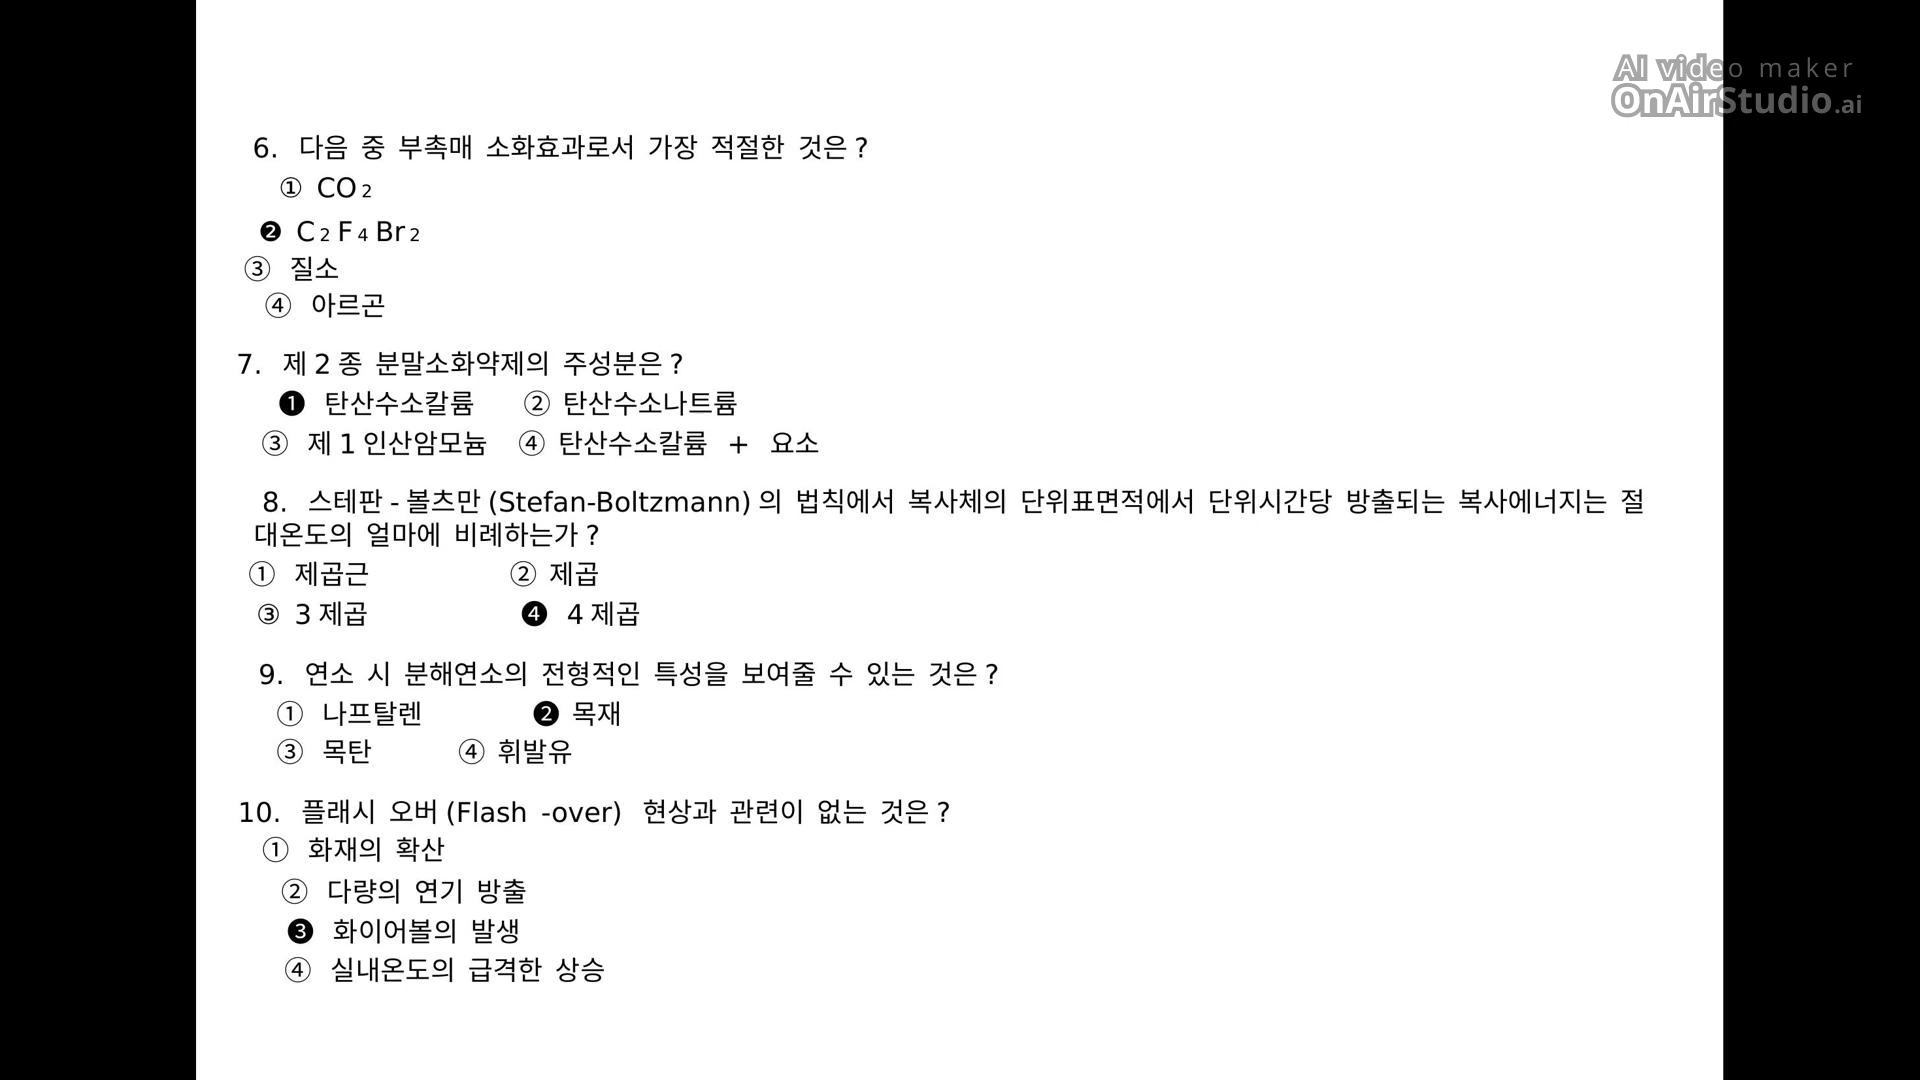 AI video maker
OnAirStudio.ai
6. 다음 중 부촉매 소화효과로서 가장 적절한 것은?
① CO2
❷ C2F4Br2
③ 질소
④ 아르곤
7. 제2종 분말소화약제의 주성분은?
❶ 탄산수소칼륨 ② 탄산수소나트륨
③ 제1인산암모늄 ④ 탄산수소칼륨 + 요소
8. 스테판-볼츠만(Stefan-Boltzmann)의 법칙에서 복사체의 단위표면적에서 단위시간당 방출되는 복사에너지는 절
대온도의 얼마에 비례하는가?
① 제곱근 ② 제곱
③ 3제곱 ❹ 4제곱
9. 연소 시 분해연소의 전형적인 특성을 보여줄 수 있는 것은?
① 나프탈렌 ❷ 목재
③ 목탄 ④ 휘발유
10. 플래시 오버(Flash -over) 현상과 관련이 없는 것은?
① 화재의 확산
② 다량의 연기 방출
❸ 화이어볼의 발생
④ 실내온도의 급격한 상승